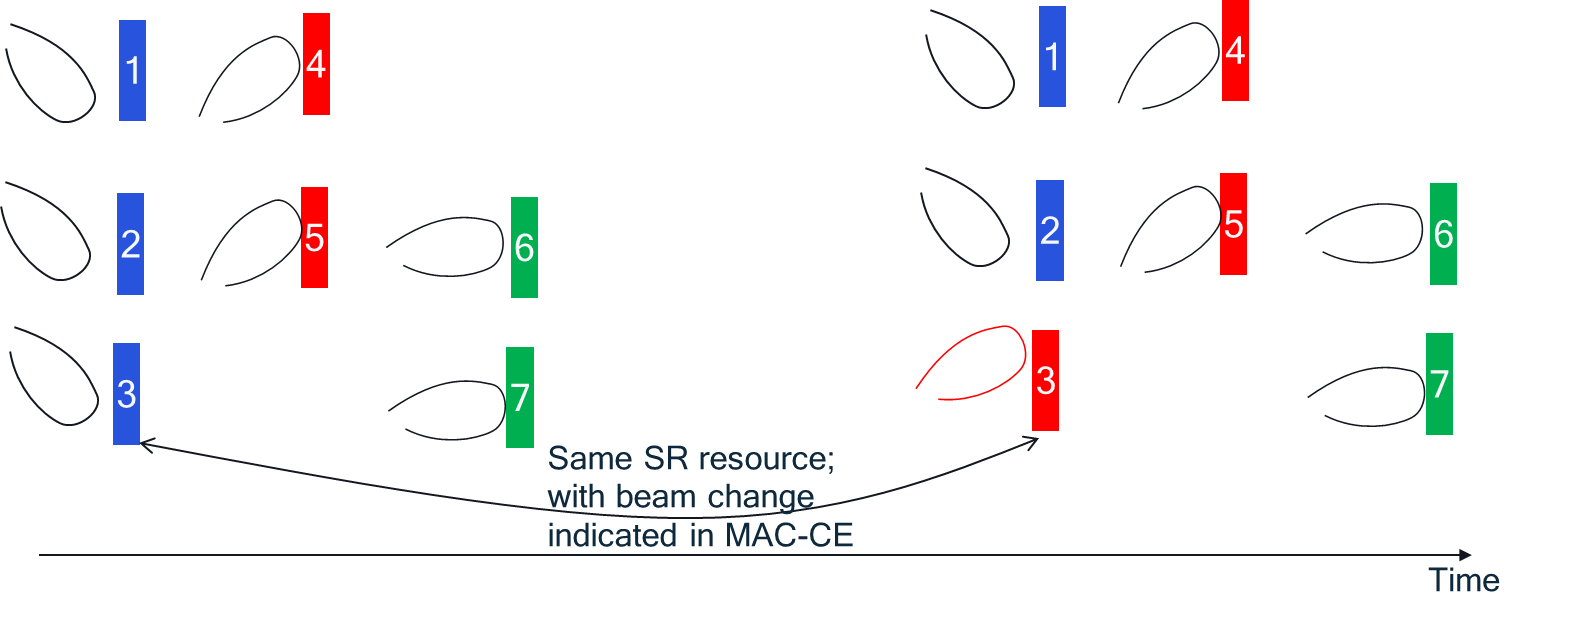 1 4 1 4
2 5 6 2 5 6
3 7 3 7
Same SR resource;
with beam change
indicated in MAC-CE
Time